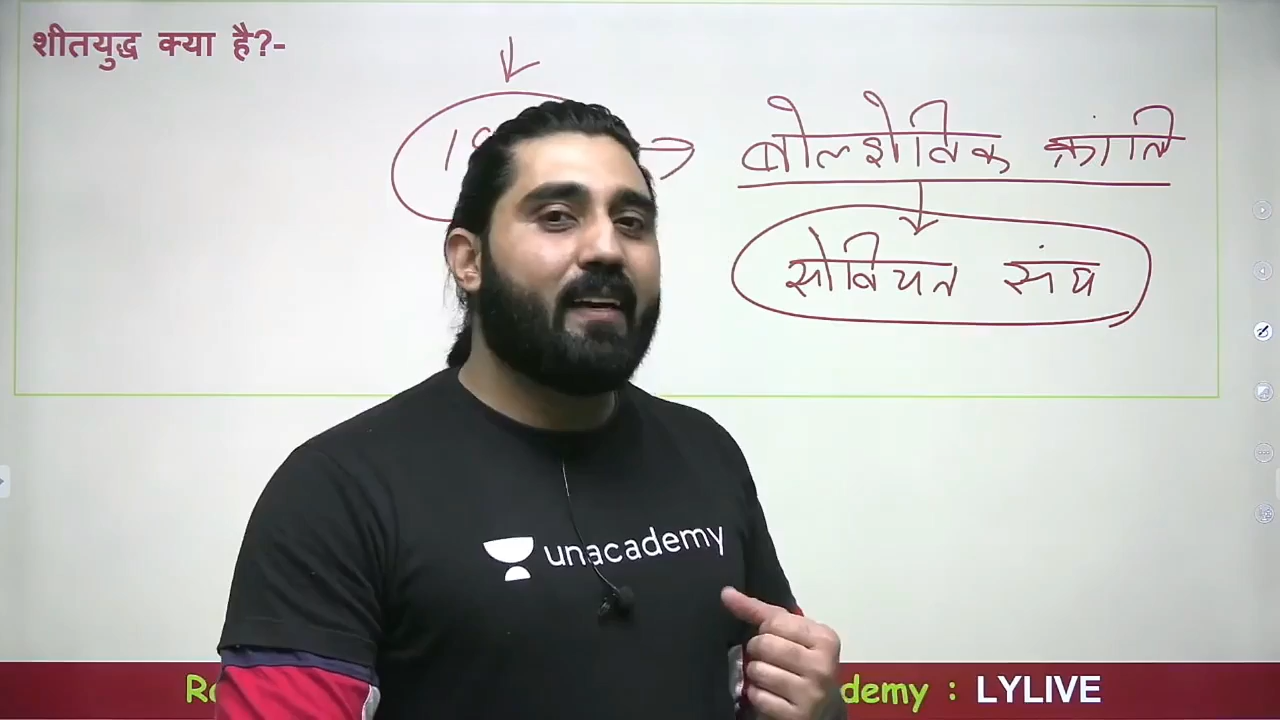 शीतयुद्ध क्या है?-
बोल्शेविक क्रांति
सोवियत संघ
unacademy
demy : LYLIVE